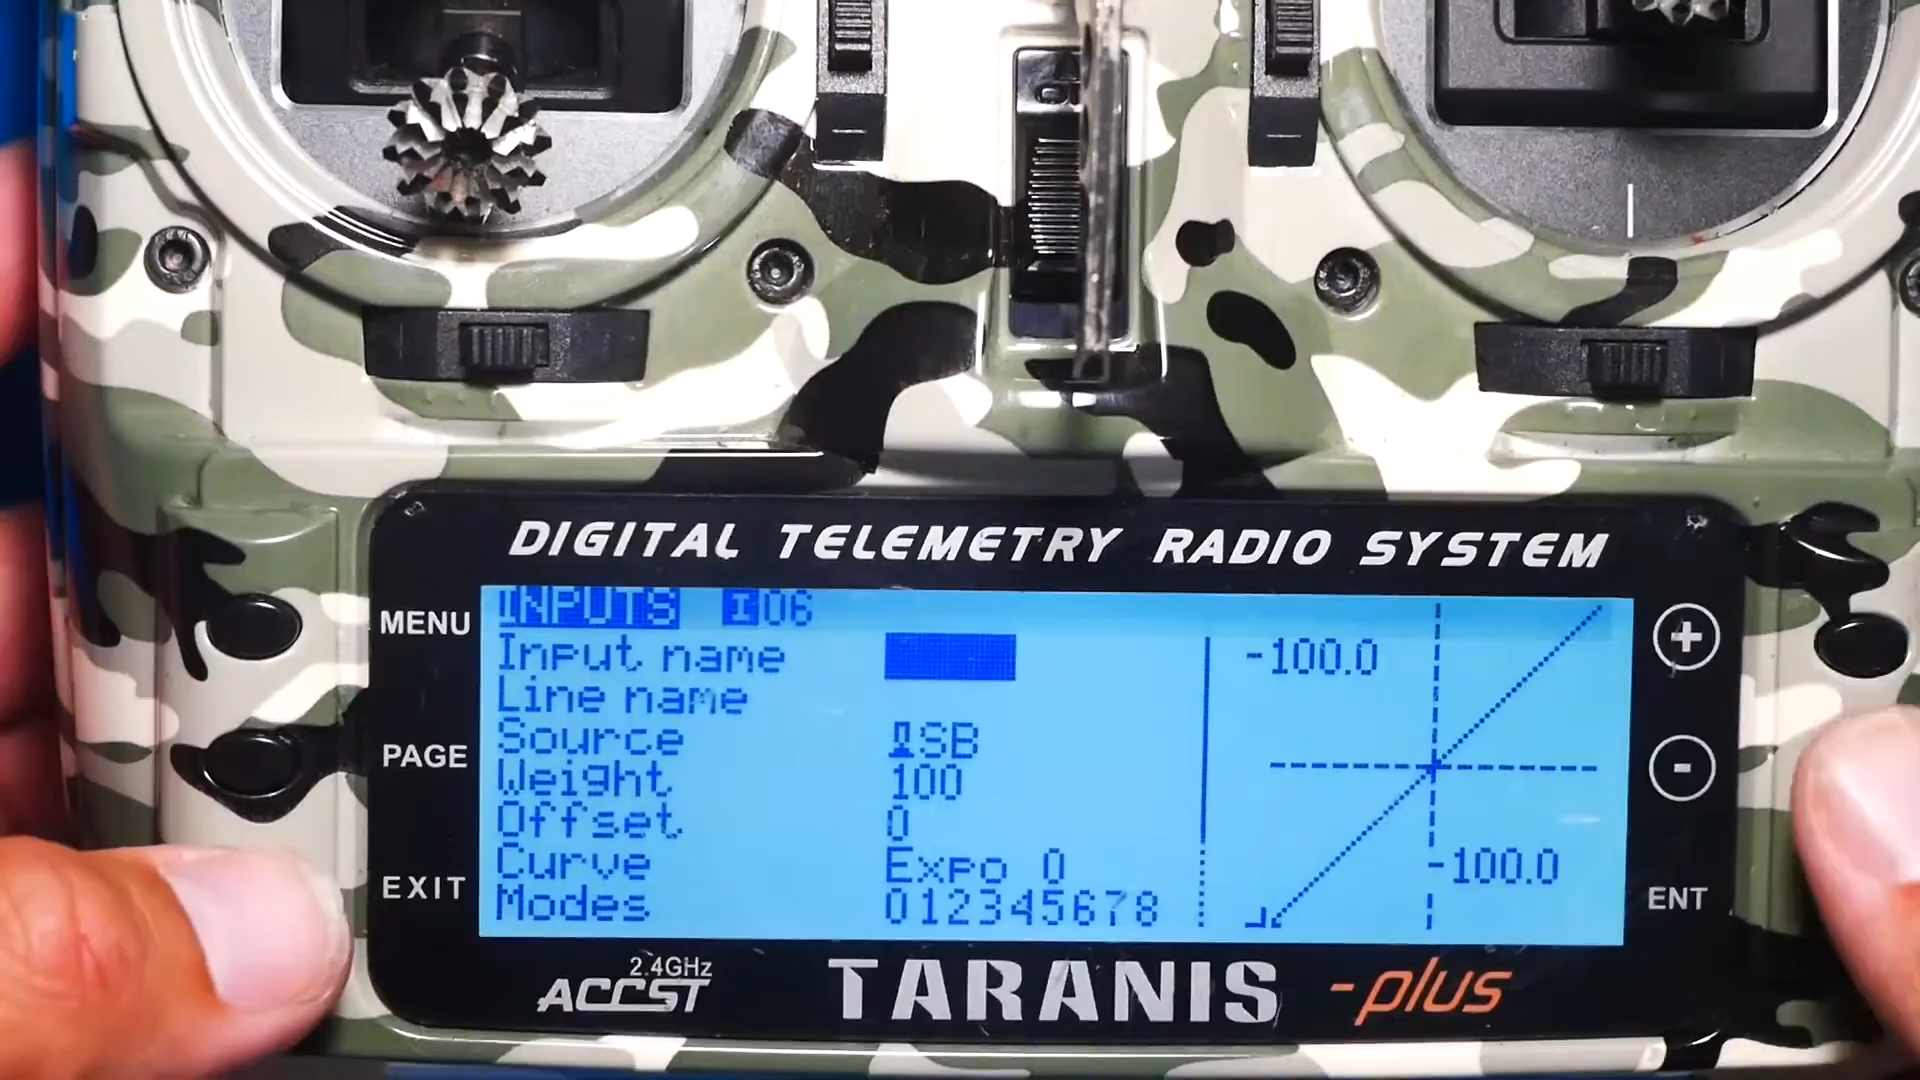 DIGITAL TELEMETRY RADIO SYSTEM
MENU
PAGE
EXIT
INPUTS I06
Input name
Line name
Source SB
Weight 100
Offset 0
Curve Expo 0
Modes 012345678
-100.0
-100.0
+
-
ENT
2.4GHz
ACCST
TARANIS -plus